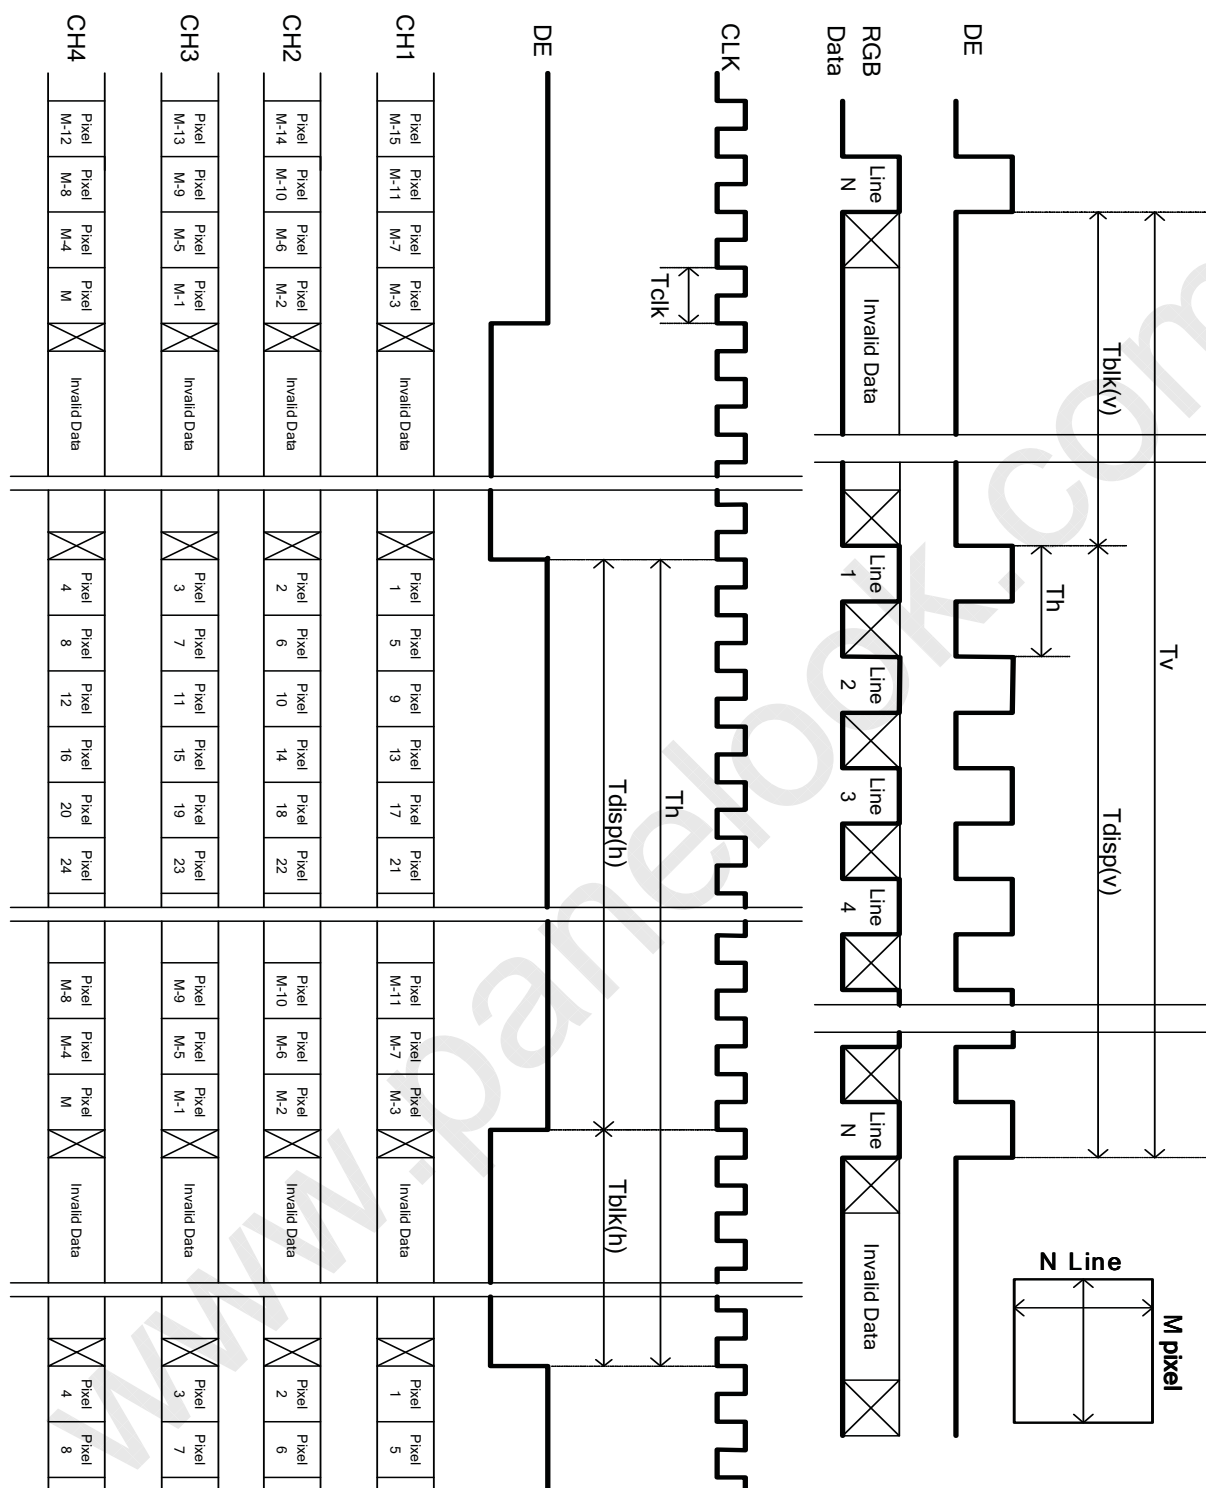 DE
RGB
Data
Line N
Invalid Data
Line 1
Line 2
Line 3
Line 4
Line N
Invalid Data
Tv
Tblk(v)
Tdisp(v)
Th
N Line
M pixel
CLK
Tclk
Th
Tdisp(h)
Tblk(h)
DE
CH1
Pixel M-15
Pixel M-11
Pixel M-7
Pixel M-3
Invalid Data
Pixel 1
Pixel 5
Pixel 9
Pixel 13
Pixel 17
Pixel 21
Pixel M-11
Pixel M-7
Pixel M-3
Invalid Data
Pixel 1
Pixel 5
CH2
Pixel M-14
Pixel M-10
Pixel M-6
Pixel M-2
Invalid Data
Pixel 2
Pixel 6
Pixel 10
Pixel 14
Pixel 18
Pixel 22
Pixel M-10
Pixel M-6
Pixel M-2
Invalid Data
Pixel 2
Pixel 6
CH3
Pixel M-13
Pixel M-9
Pixel M-5
Pixel M-1
Invalid Data
Pixel 3
Pixel 7
Pixel 11
Pixel 15
Pixel 19
Pixel 23
Pixel M-9
Pixel M-5
Pixel M-1
Invalid Data
Pixel 3
Pixel 7
CH4
Pixel M-12
Pixel M-8
Pixel M-4
Pixel M
Invalid Data
Pixel 4
Pixel 8
Pixel 12
Pixel 16
Pixel 20
Pixel 24
Pixel M-8
Pixel M-4
Pixel M
Invalid Data
Pixel 4
Pixel 8
www.panelook.com